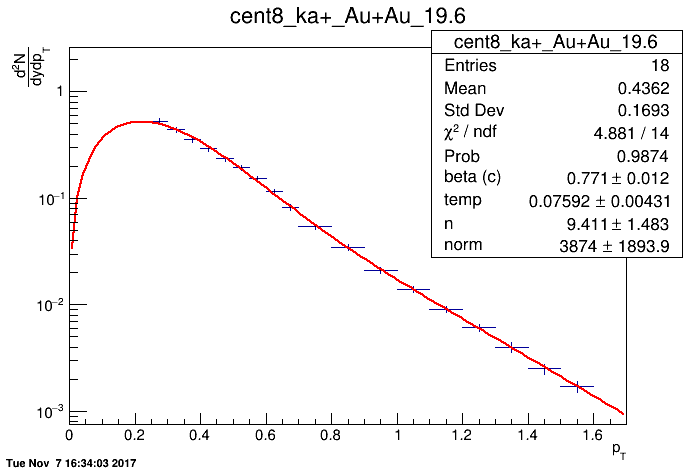 cent8_ka+_Au+Au_19.6
d²N
dydp_T
cent8_ka+_Au+Au_19.6
Entries 18
Mean 0.4362
Std Dev 0.1693
χ² / ndf 4.881 / 14
Prob 0.9874
beta (c) 0.771 ± 0.012
temp 0.07592 ± 0.00431
n 9.411 ± 1.483
norm 3874 ± 1893.9
1
10⁻¹
10⁻²
10⁻³
0 0.2 0.4 0.6 0.8 1 1.2 1.4 1.6
p_T
Tue Nov 7 16:34:03 2017